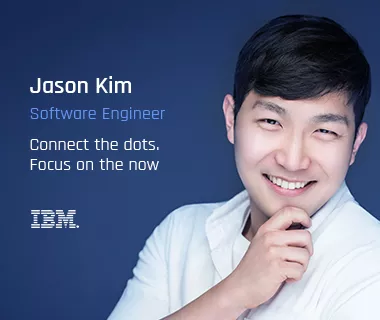 Jason Kim
Software Engineer
Connect the dots.
Focus on the now
IBM.